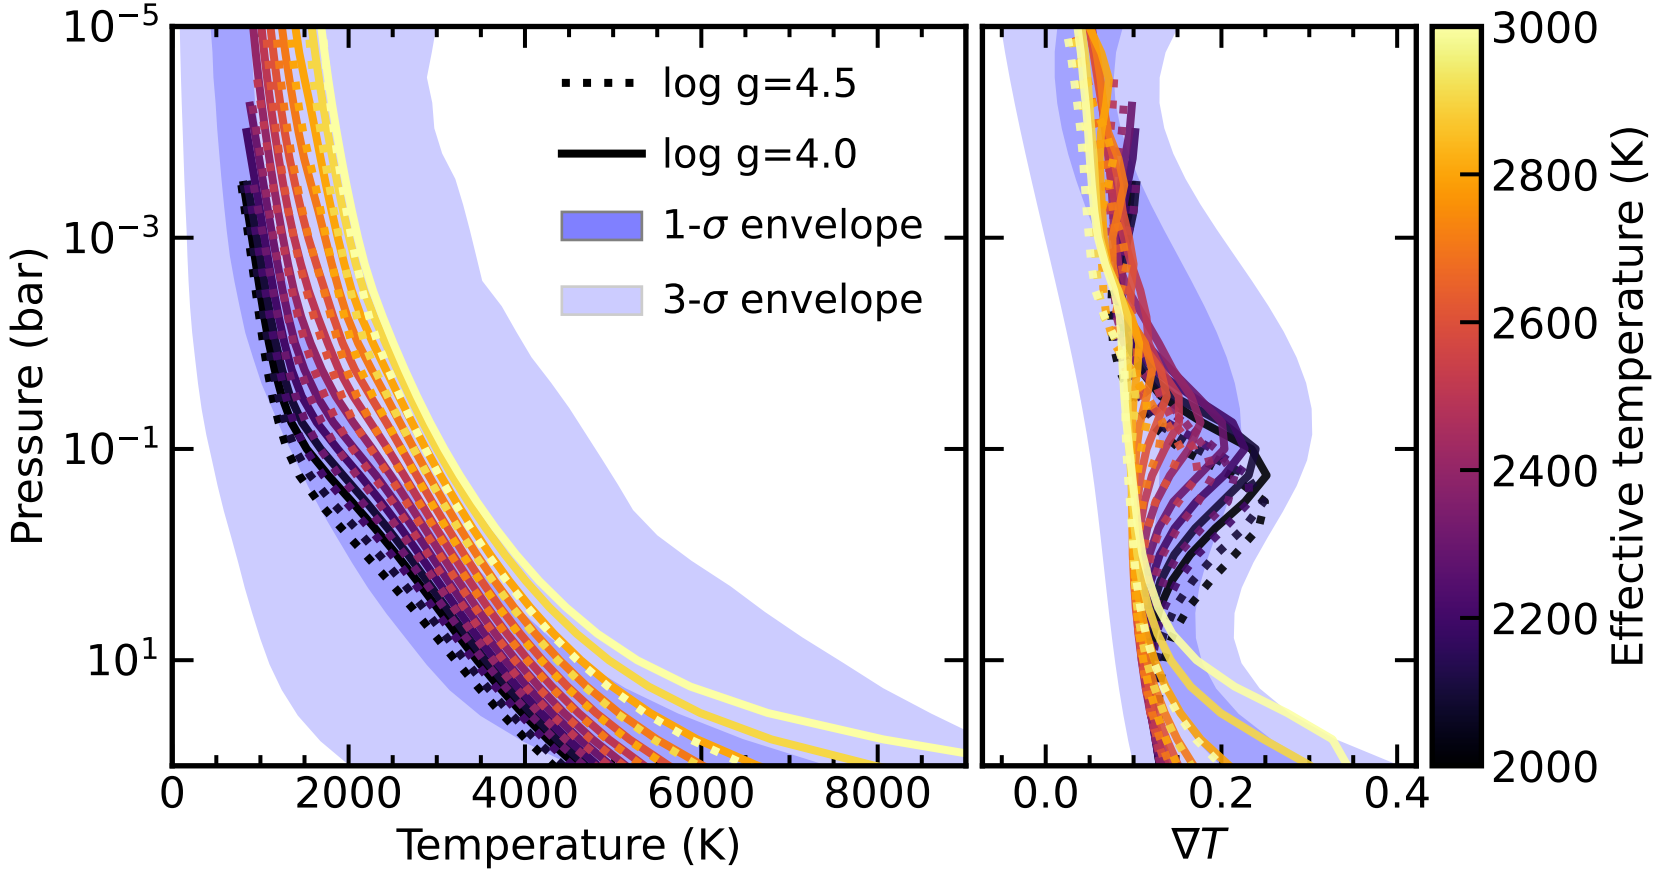 10⁻⁵
10⁻³
10⁻¹
10¹
Pressure (bar)
0
2000
4000
6000
8000
Temperature (K)
log g=4.5
log g=4.0
1-σ envelope
3-σ envelope
0.0
0.2
0.4
∇T
3000
2800
2600
2400
2200
2000
Effective temperature (K)